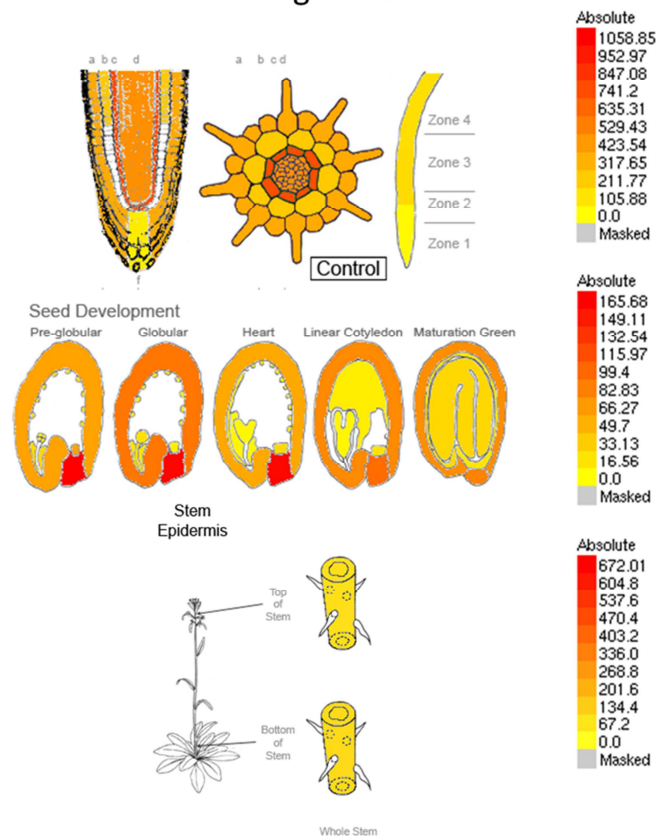 g
a b c d
a b c d
Zone 4
Zone 3
Zone 2
Zone 1
Control
f
Absolute
1058.85
952.97
847.08
741.2
635.31
529.43
423.54
317.65
211.77
105.88
0.0
Masked
Seed Development
Pre-globular
Globular
Heart
Linear Cotyledon
Maturation Green
Absolute
165.68
149.11
132.54
115.97
99.4
82.83
66.27
49.7
33.13
16.56
0.0
Masked
Stem
Epidermis
Top
of
Stem
Bottom
of
Stem
Whole Stem
Absolute
672.01
604.8
537.6
470.4
403.2
336.0
268.8
201.6
134.4
67.2
0.0
Masked